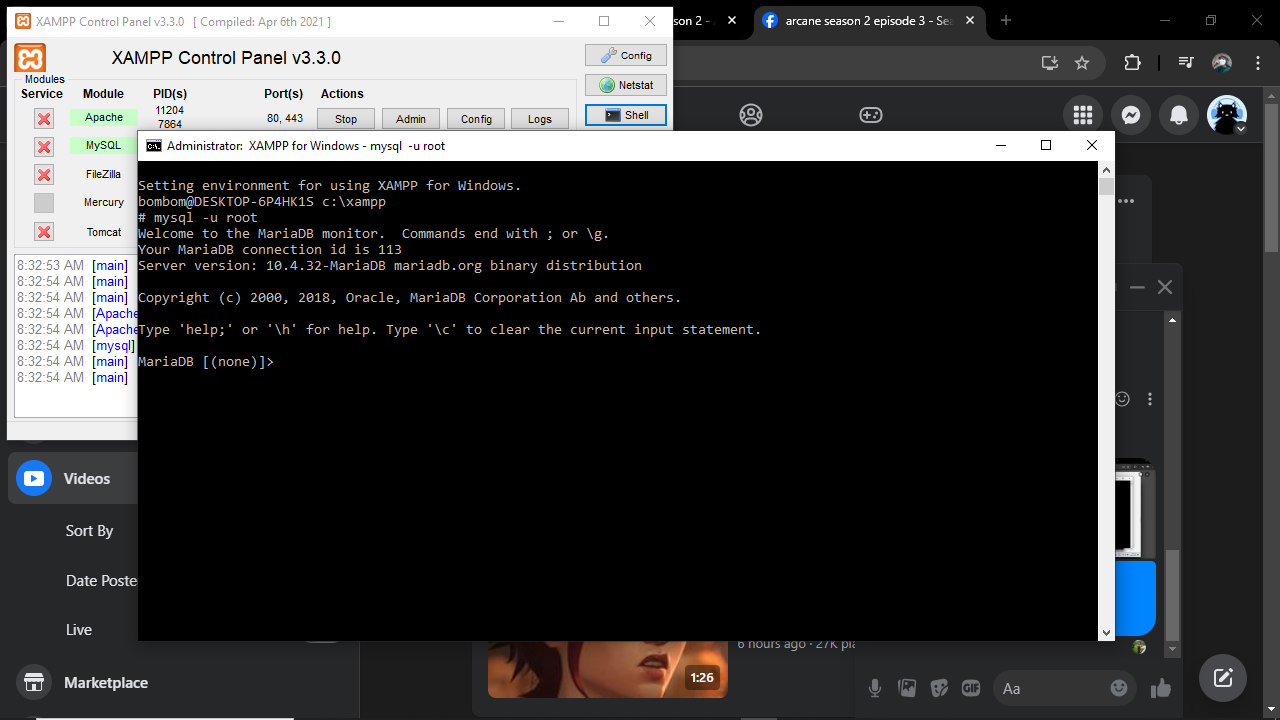 XAMPP Control Panel v3.3.0 [ Compiled: Apr 6th 2021 ]
son 2 -
arcane season 2 episode 3 - Sea
XAMPP Control Panel v3.3.0
Config
Modules
Service Module PID(s) Port(s) Actions
Netstat
Apache 11204 7864 80, 443 Stop Admin Config Logs
Shell
MySQL
FileZilla
Mercury
Tomcat
8:32:53 AM [main]
8:32:54 AM [main]
8:32:54 AM [main]
8:32:54 AM [Apache
8:32:54 AM [Apache
8:32:54 AM [mysql]
8:32:54 AM [main]
8:32:54 AM [main]
Administrator: XAMPP for Windows - mysql -u root
Setting environment for using XAMPP for Windows.
bombom@DESKTOP-6P4HK1S c:\xampp
# mysql -u root
Welcome to the MariaDB monitor. Commands end with ; or \g.
Your MariaDB connection id is 113
Server version: 10.4.32-MariaDB mariadb.org binary distribution
Copyright (c) 2000, 2018, Oracle, MariaDB Corporation Ab and others.
Type 'help;' or '\h' for help. Type '\c' to clear the current input statement.
MariaDB [(none)]>
Videos
Sort By
Date Poste
Live
Marketplace
6 hours ago · 27K pla
1:26
GIF
Aa